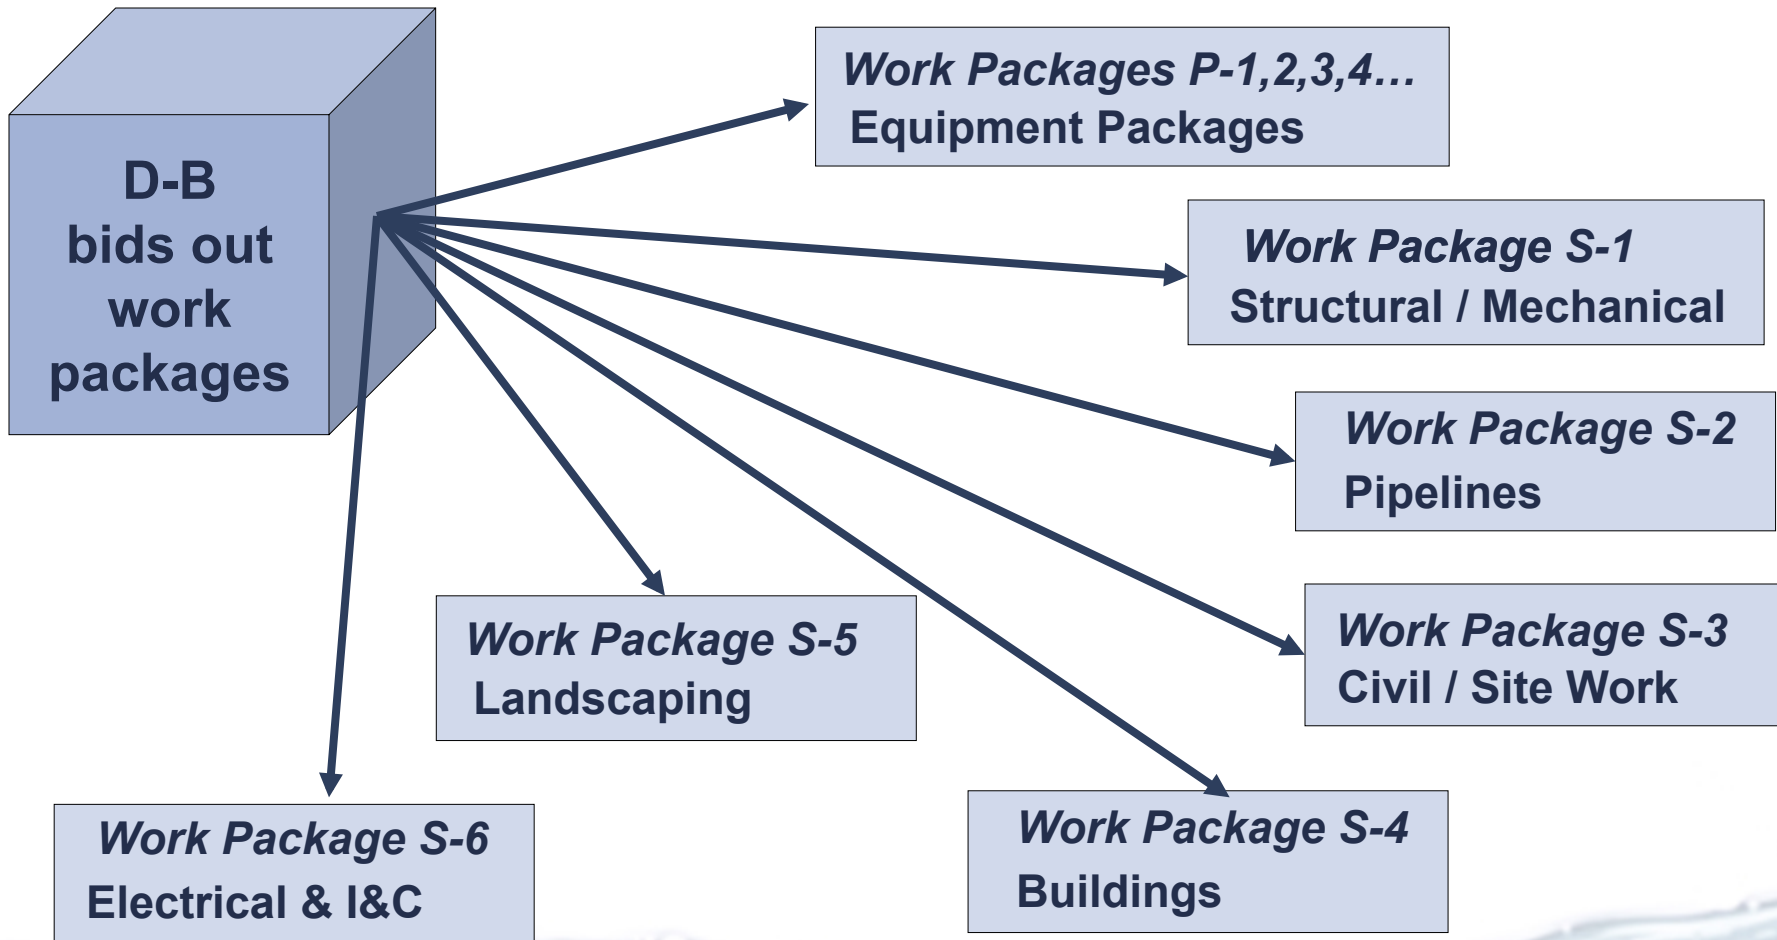 D-B
bids out
work
packages
Work Packages P-1,2,3,4…
Equipment Packages
Work Package S-1
Structural / Mechanical
Work Package S-2
Pipelines
Work Package S-3
Civil / Site Work
Work Package S-4
Buildings
Work Package S-5
Landscaping
Work Package S-6
Electrical & I&C